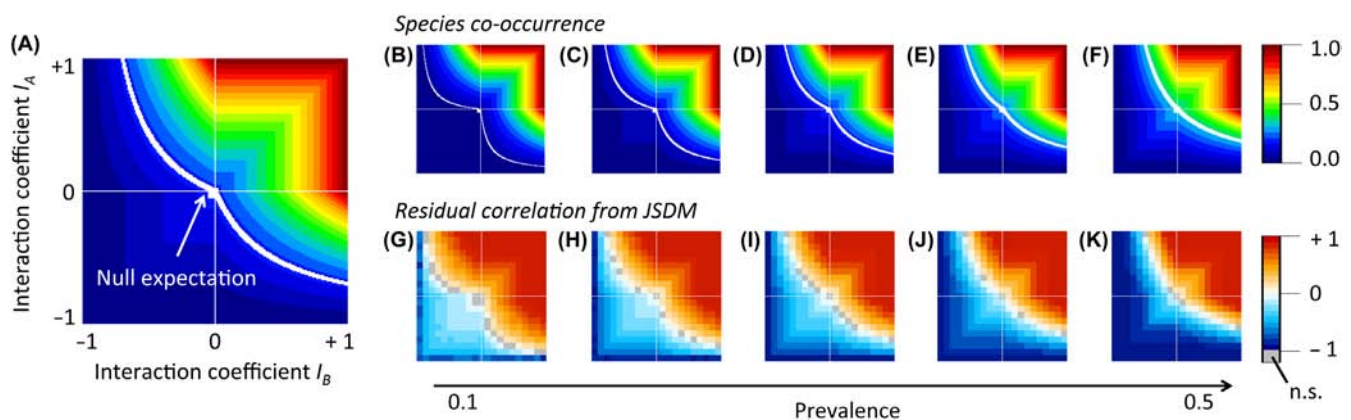 Species co-occurrence
(A)
(B)
(C)
(D)
(E)
(F)
+1
0
−1
Interaction coefficient I_A
Null expectation
−1
0
+ 1
Interaction coefficient I_B
1.0
0.5
0.0
Residual correlation from JSDM
(G)
(H)
(I)
(J)
(K)
+ 1
0
− 1
n.s.
0.1
Prevalence
0.5